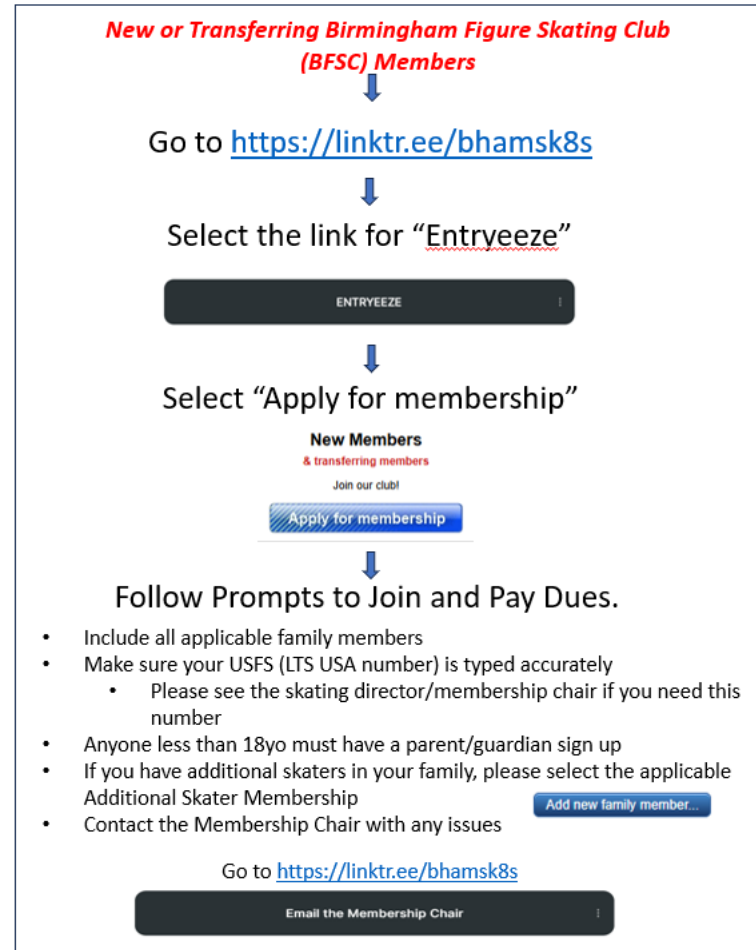 New or Transferring Birmingham Figure Skating Club
(BFSC) Members
Go to https://linktr.ee/bhamsk8s
Select the link for “Entryeeze”
ENTRYEEZE
Select “Apply for membership”
New Members
& transferring members
Join our club!
Apply for membership
Follow Prompts to Join and Pay Dues.
• Include all applicable family members
• Make sure your USFS (LTS USA number) is typed accurately
• Please see the skating director/membership chair if you need this
number
• Anyone less than 18yo must have a parent/guardian sign up
• If you have additional skaters in your family, please select the applicable
Additional Skater Membership
Add new family member...
• Contact the Membership Chair with any issues
Go to https://linktr.ee/bhamsk8s
Email the Membership Chair